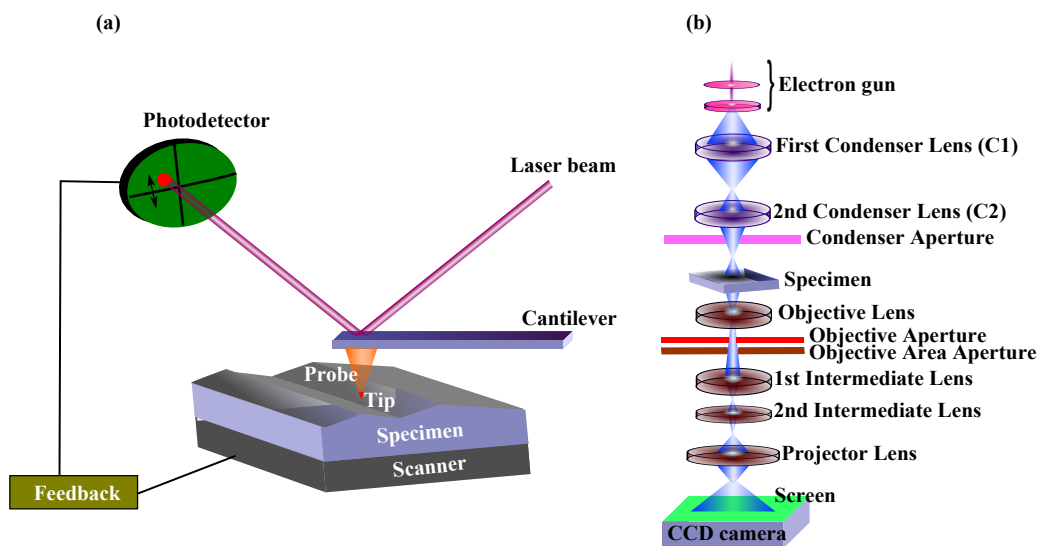 (a)
Photodetector
Laser beam
Cantilever
Probe
Tip
Specimen
Scanner
Feedback
(b)
Electron gun
First Condenser Lens (C1)
2nd Condenser Lens (C2)
Condenser Aperture
Specimen
Objective Lens
Objective Aperture
Objective Area Aperture
1st Intermediate Lens
2nd Intermediate Lens
Projector Lens
Screen
CCD camera